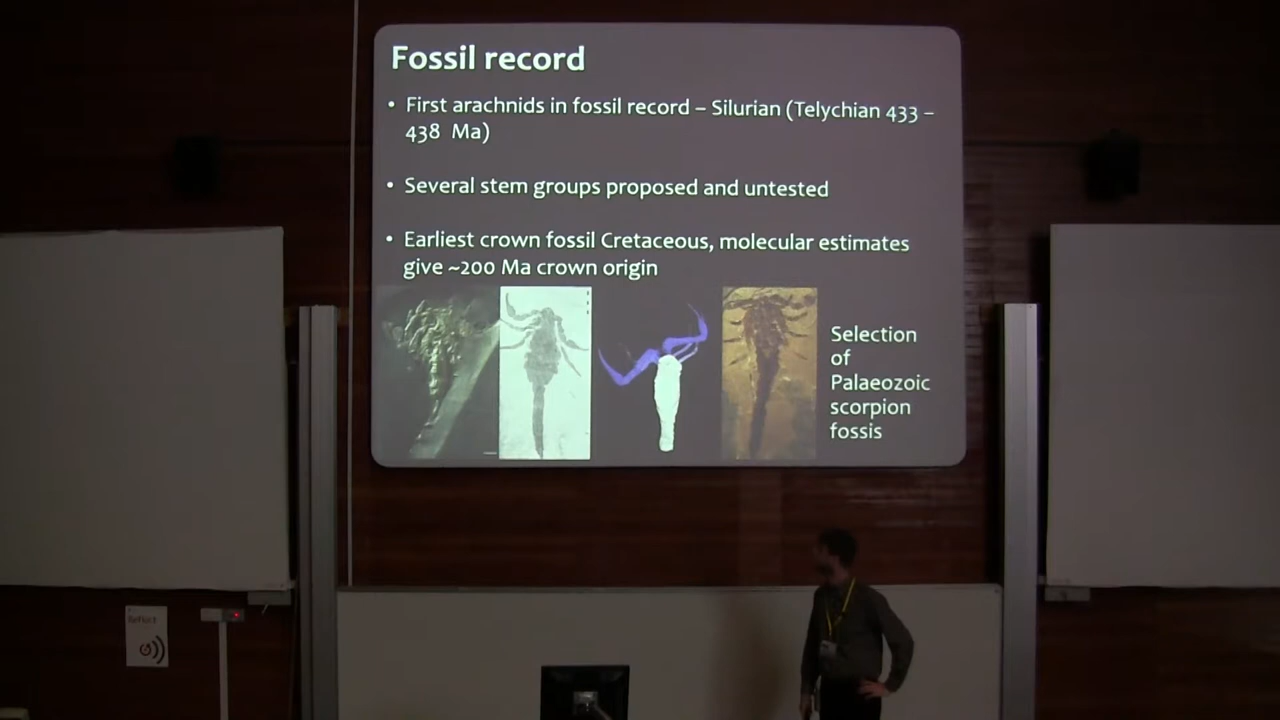 Fossil record
• First arachnids in fossil record – Silurian (Telychian 433 –
438 Ma)
• Several stem groups proposed and untested
• Earliest crown fossil Cretaceous, molecular estimates
give ~200 Ma crown origin
Selection
of
Palaeozoic
scorpion
fossis
Reflect